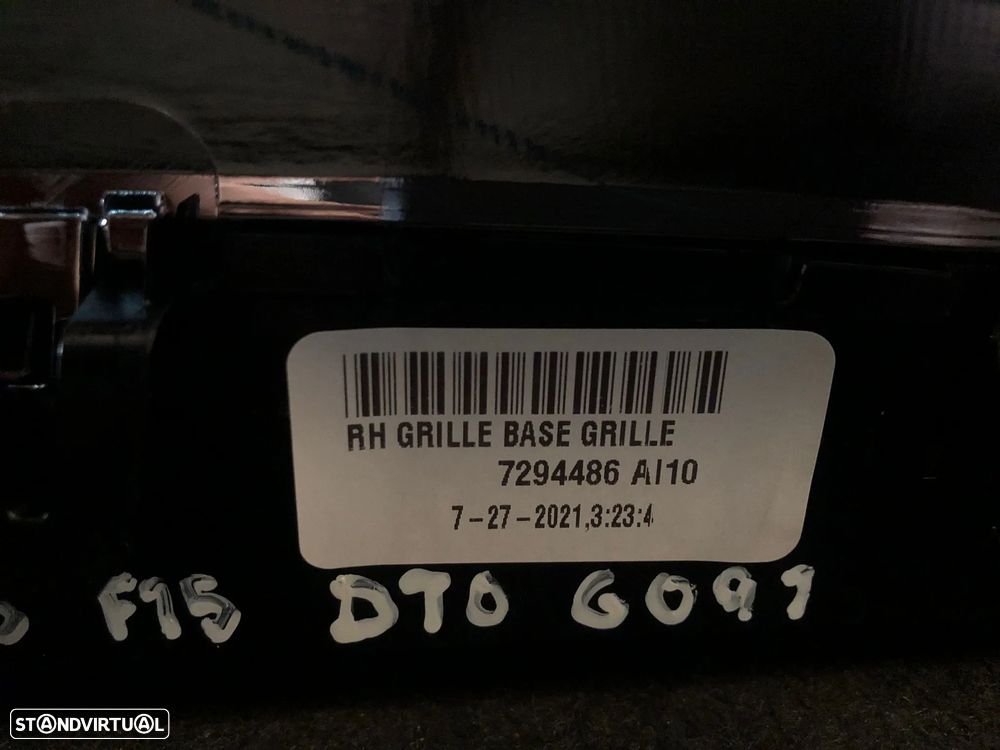 RH GRILLE BASE GRILLE
7294486 AI10
7-27-2021,3:23:4
F15 DTO G091
STANDVIRTUAL